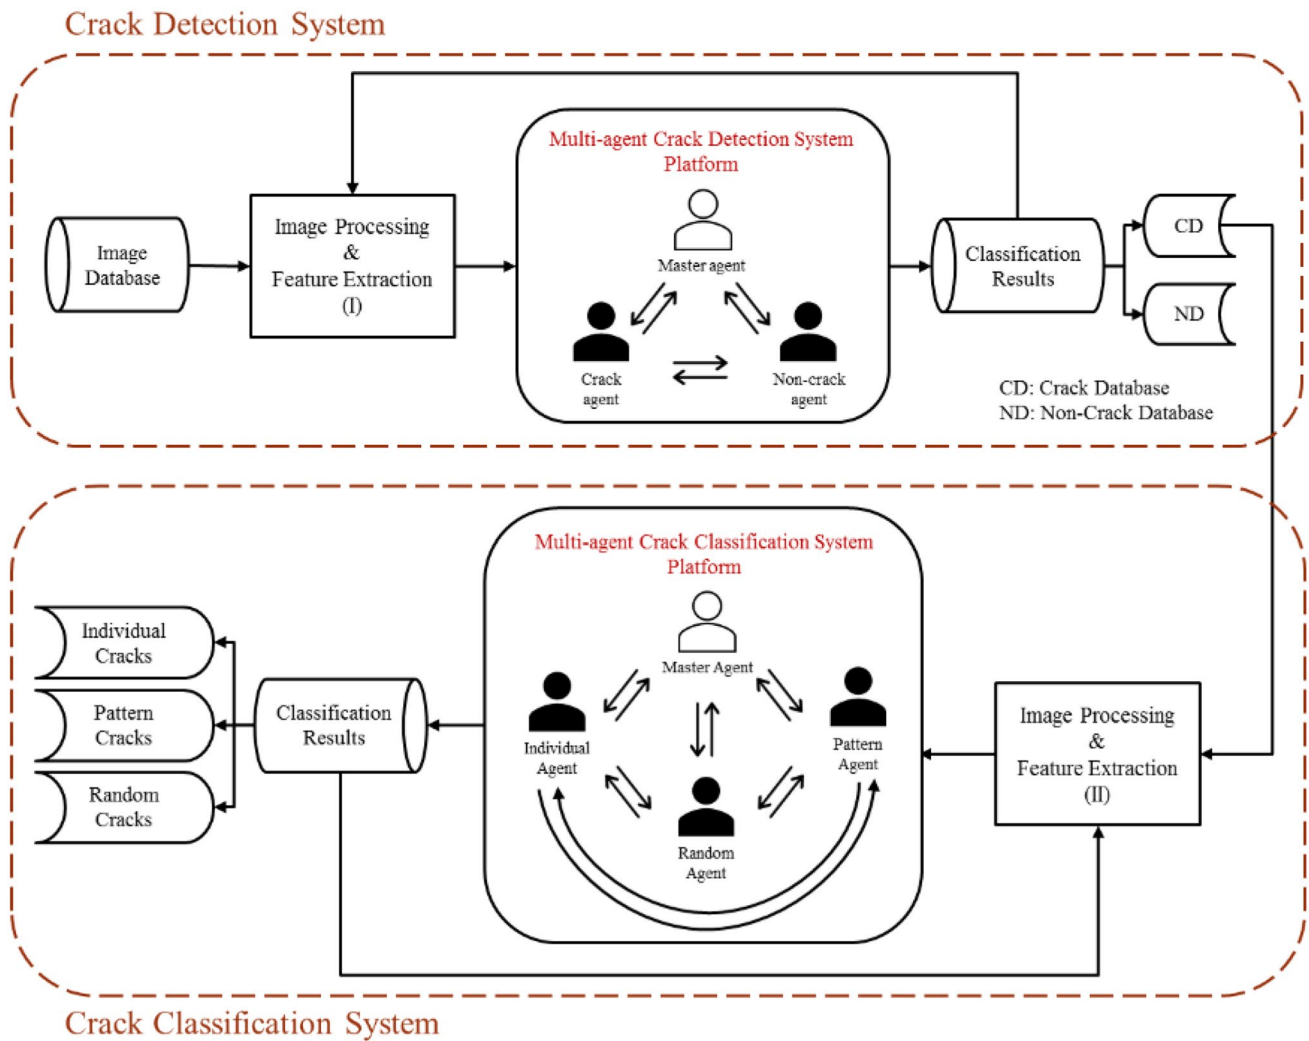 Crack Detection System
Multi-agent Crack Detection System
Platform
Image
Database
Image Processing
&
Feature Extraction
(I)
Master agent
Crack
agent
Non-crack
agent
Classification
Results
CD
ND
CD: Crack Database
ND: Non-Crack Database
Multi-agent Crack Classification System
Platform
Master Agent
Individual
Agent
Pattern
Agent
Random
Agent
Individual
Cracks
Pattern
Cracks
Random
Cracks
Classification
Results
Image Processing
&
Feature Extraction
(II)
Crack Classification System